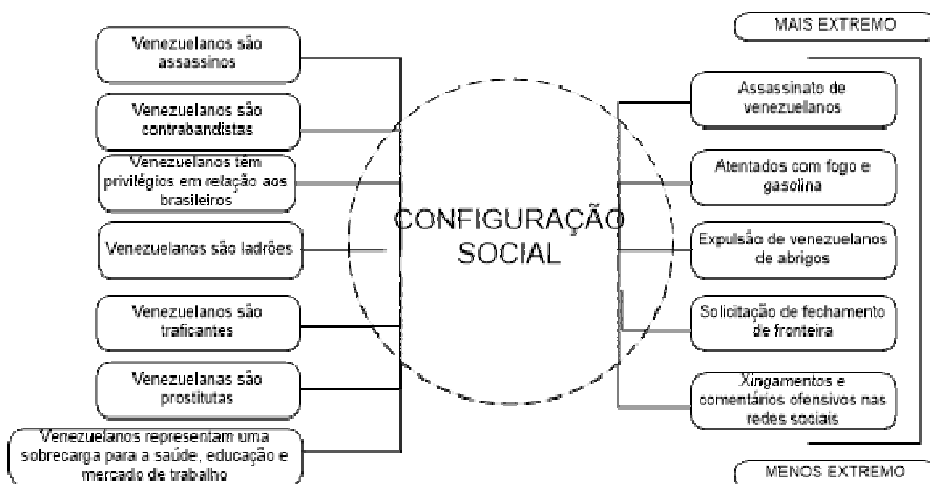 Venezuelanos são
assassinos
Venezuelanos são
contrabandistas
Venezuelanos têm
privilégios em relação aos
brasileiros
Venezuelanos são ladrões
Venezuelanos são
traficantes
Venezuelanas são
prostitutas
Venezuelanos representam uma
sobrecarga para a saúde, educação e
mercado de trabalho
CONFIGURAÇÃO
SOCIAL
MAIS EXTREMO
Assassinato de
venezuelanos
Atentados com fogo e
gasolina
Expulsão de venezuelanos
de abrigos
Solicitação de fechamento
de fronteira
Xingamentos e
comentários ofensivos nas
redes sociais
MENOS EXTREMO